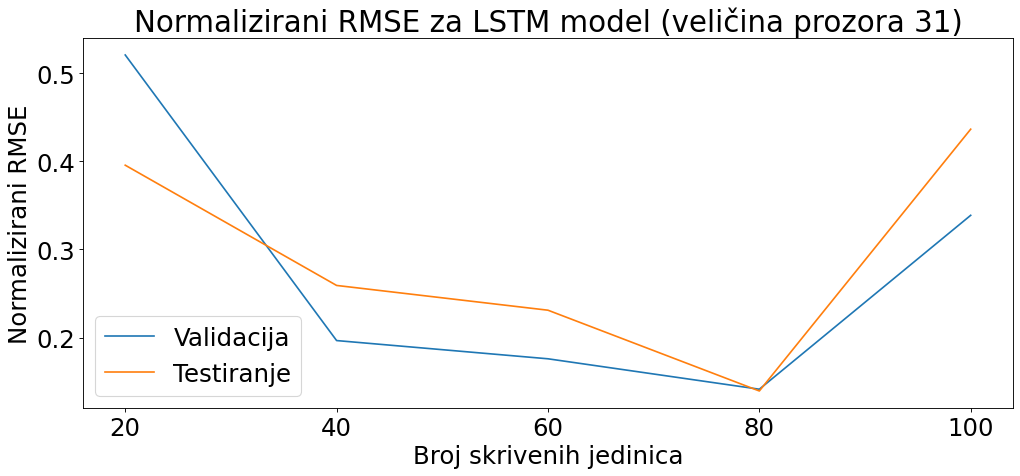 Normalizirani RMSE za LSTM model (veličina prozora 31)
Normalizirani RMSE
0.5
0.4
0.3
0.2
Validacija
Testiranje
20 40 60 80 100
Broj skrivenih jedinica